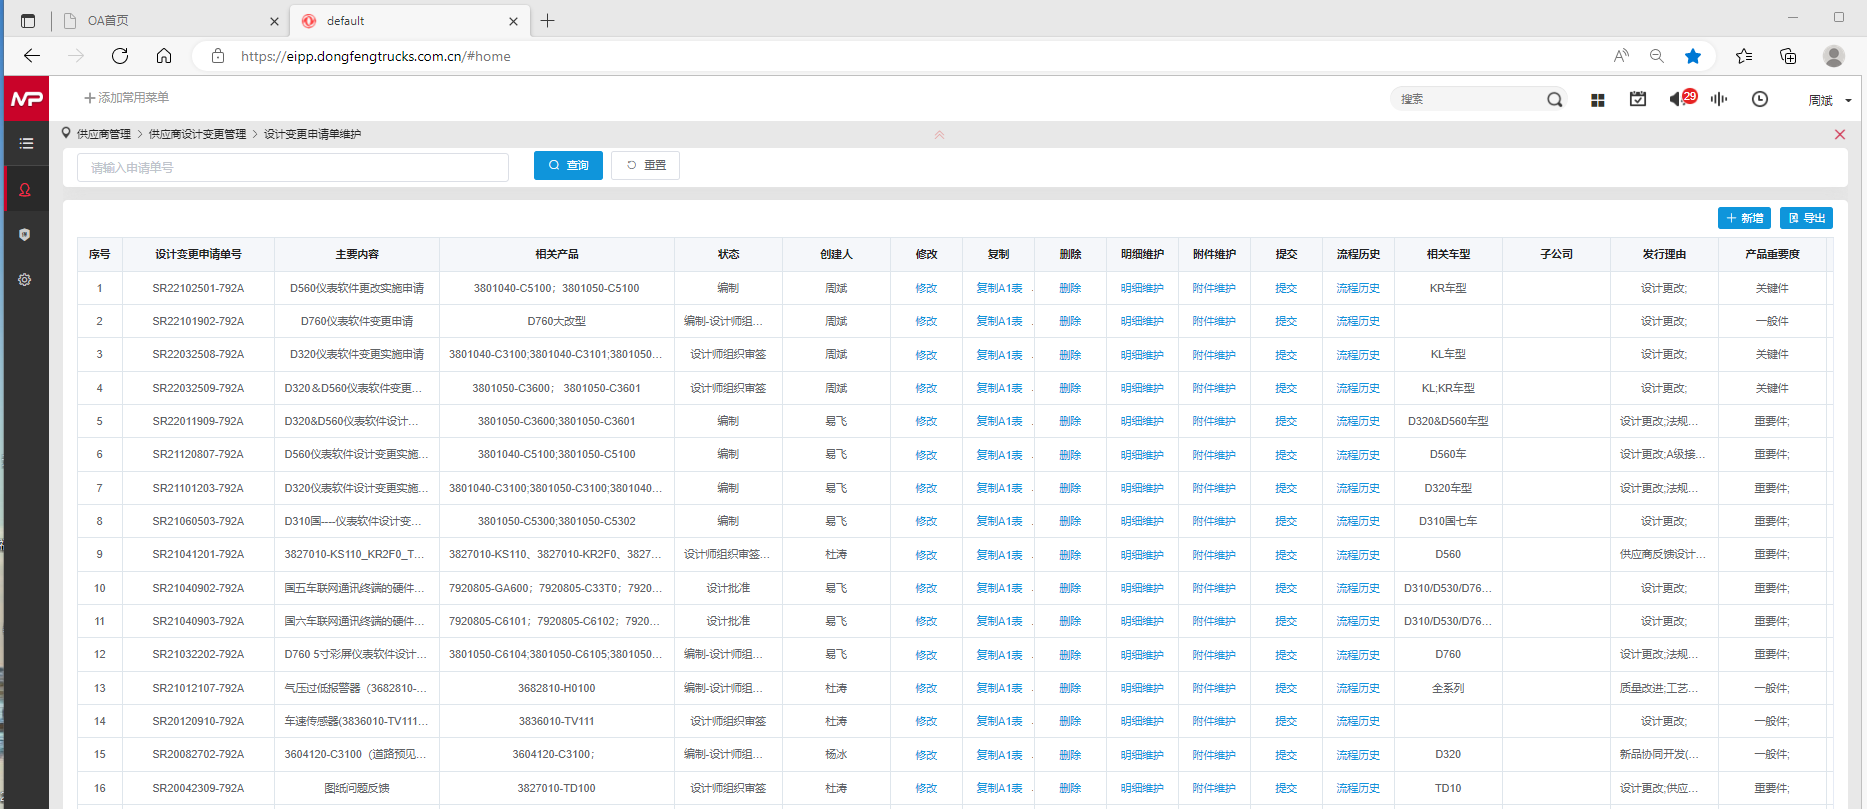 OA首页
default
https://eipp.dongfengtrucks.com.cn/#home
添加常用菜单
搜索
29
周斌
供应商管理 > 供应商设计变更管理 > 设计变更申请单维护
请输入申请单号
查询
重置
新增
导出
序号 设计变更申请单号 主要内容 相关产品 状态 创建人 修改 复制 删除 明细维护 附件维护 提交 流程历史 相关车型 子公司 发行理由 产品重要度
1 SR22102501-792A D560仪表软件更改实施申请 3801040-C5100；3801050-C5100 编制 周斌 修改 复制A1表 删除 明细维护 附件维护 提交 流程历史 KR车型 设计更改; 关键件
2 SR22101902-792A D760仪表软件变更申请 D760大改型 编制-设计师组... 周斌 修改 复制A1表 删除 明细维护 附件维护 提交 流程历史 设计更改; 一般件
3 SR22032508-792A D320仪表软件变更实施申请 3801040-C3100;3801040-C3101;3801050... 设计师组织审签 周斌 修改 复制A1表 删除 明细维护 附件维护 提交 流程历史 KL车型 设计更改; 关键件
4 SR22032509-792A D320＆D560仪表软件变更... 3801050-C3600； 3801050-C3601 设计师组织审签 周斌 修改 复制A1表 删除 明细维护 附件维护 提交 流程历史 KL;KR车型 设计更改; 关键件
5 SR22011909-792A D320&D560仪表软件设计... 3801050-C3600;3801050-C3601 编制 易飞 修改 复制A1表 删除 明细维护 附件维护 提交 流程历史 D320&D560车型 设计更改;法规... 重要件;
6 SR21120807-792A D560仪表软件设计变更实施... 3801040-C5100;3801050-C5100 编制 易飞 修改 复制A1表 删除 明细维护 附件维护 提交 流程历史 D560车 设计更改;A级接... 重要件;
7 SR21101203-792A D320仪表软件设计变更实施... 3801040-C3100;3801050-C3100;3801040... 编制 易飞 修改 复制A1表 删除 明细维护 附件维护 提交 流程历史 D320车型 设计更改;法规... 重要件;
8 SR21060503-792A D310国----仪表软件设计变... 3801050-C5300;3801050-C5302 编制 易飞 修改 复制A1表 删除 明细维护 附件维护 提交 流程历史 D310国七车 设计更改; 重要件;
9 SR21041201-792A 3827010-KS110_KR2F0_T... 3827010-KS110、3827010-KR2F0、3827... 设计师组织审签... 杜涛 修改 复制A1表 删除 明细维护 附件维护 提交 流程历史 D560 供应商反馈设计... 重要件;
10 SR21040902-792A 国五车联网通讯终端的硬件... 7920805-GA600；7920805-C33T0；7920... 设计批准 易飞 修改 复制A1表 删除 明细维护 附件维护 提交 流程历史 D310/D530/D76... 设计更改; 重要件;
11 SR21040903-792A 国六车联网通讯终端的硬件... 7920805-C6101；7920805-C6102；7920... 设计批准 易飞 修改 复制A1表 删除 明细维护 附件维护 提交 流程历史 D310/D530/D76... 设计更改; 重要件;
12 SR21032202-792A D760 5寸彩屏仪表软件设计... 3801050-C6104;3801050-C6105;3801050... 编制-设计师组... 易飞 修改 复制A1表 删除 明细维护 附件维护 提交 流程历史 D760 设计更改;法规... 重要件;
13 SR21012107-792A 气压过低报警器（3682810-... 3682810-H0100 编制-设计师组... 杜涛 修改 复制A1表 删除 明细维护 附件维护 提交 流程历史 全系列 质量改进;工艺... 一般件;
14 SR20120910-792A 车速传感器(3836010-TV111... 3836010-TV111 设计师组织审签 杜涛 修改 复制A1表 删除 明细维护 附件维护 提交 流程历史 设计更改; 一般件;
15 SR20082702-792A 3604120-C3100（道路预见... 3604120-C3100； 编制-设计师组... 杨冰 修改 复制A1表 删除 明细维护 附件维护 提交 流程历史 D320 新品协同开发(... 一般件;
16 SR20042309-792A 图纸问题反馈 3827010-TD100 设计师组织审签 杜涛 修改 复制A1表 删除 明细维护 附件维护 提交 流程历史 TD10 设计更改;供应... 重要件;